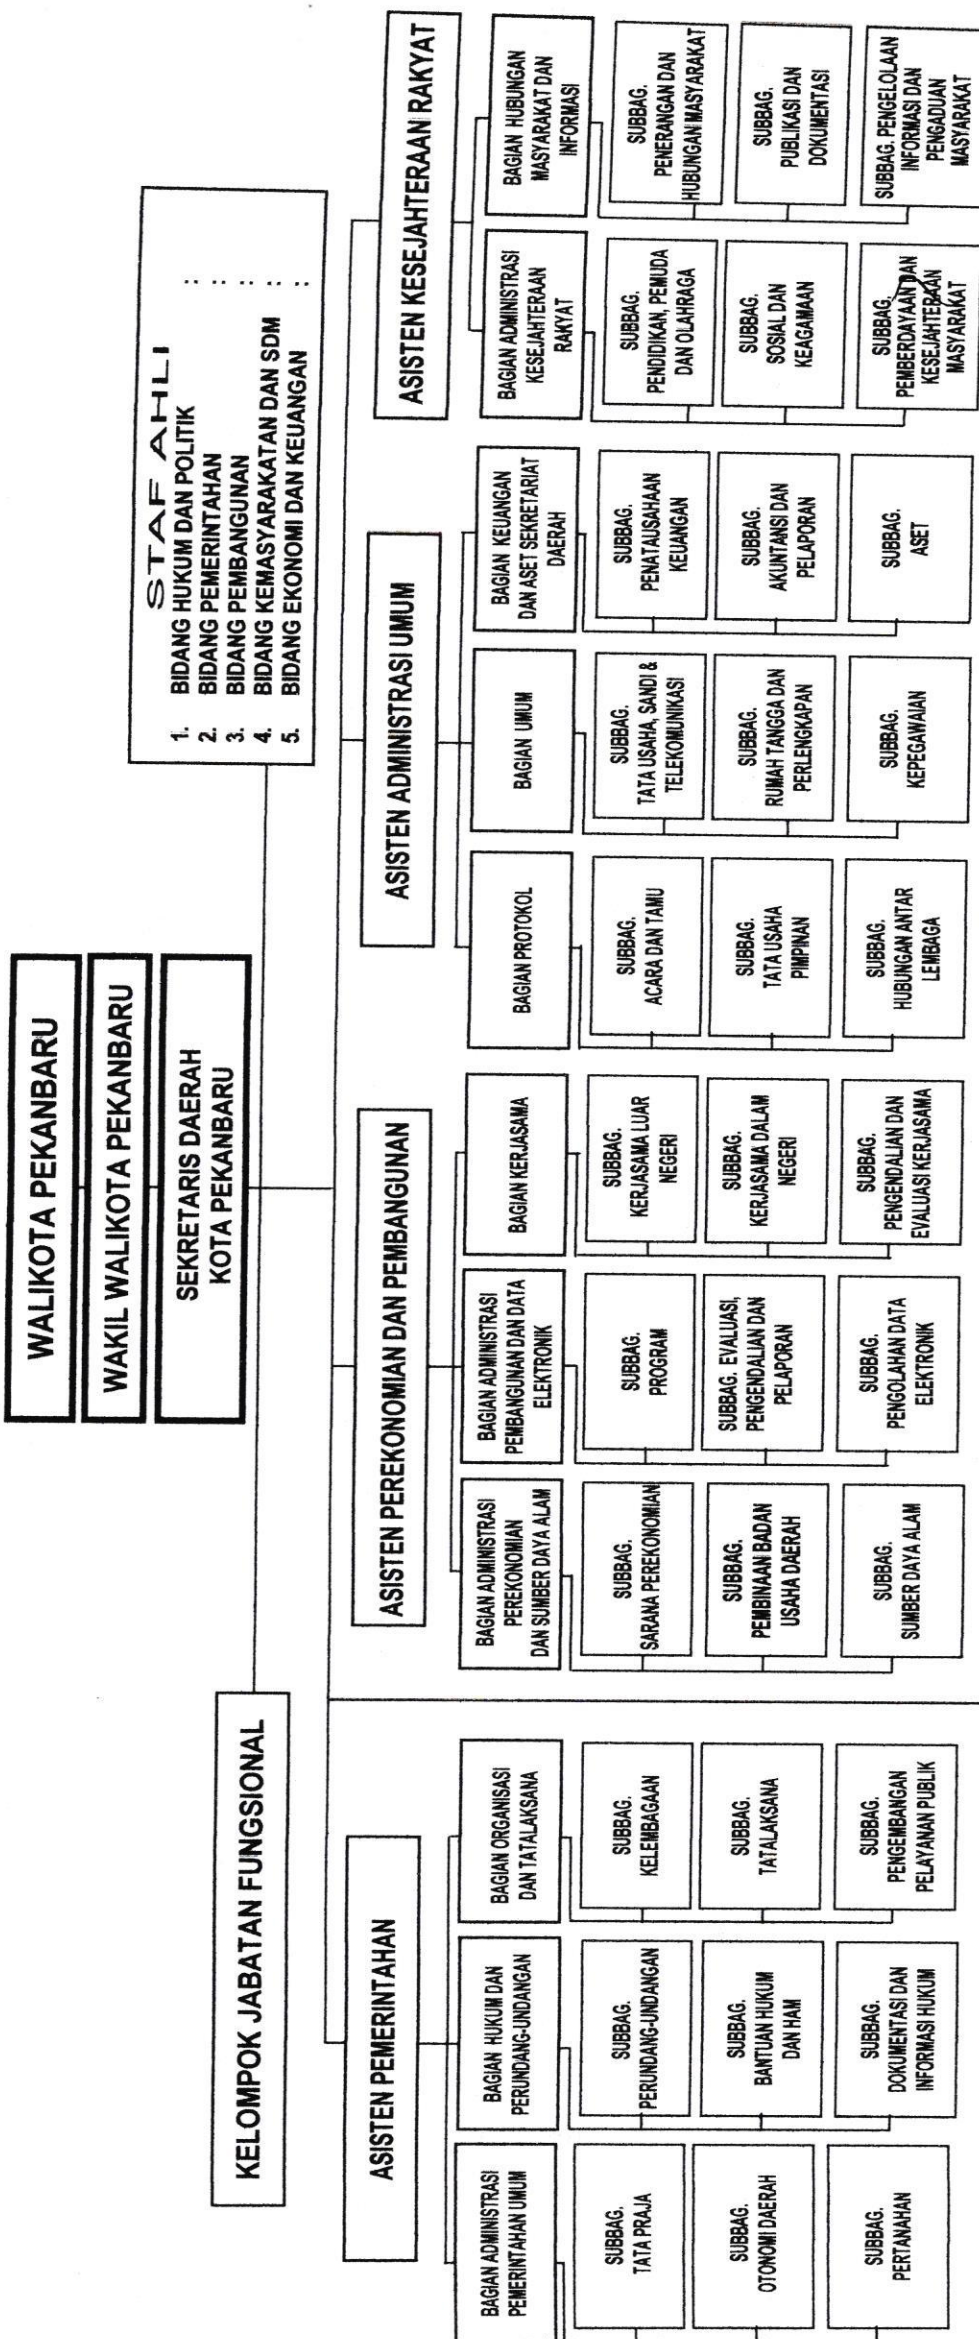 WALIKOTA PEKANBARU
WAKIL WALIKOTA PEKANBARU
SEKRETARIS DAERAH
KOTA PEKANBARU
KELOMPOK JABATAN FUNGSIONAL
STAF AHLI
1. BIDANG HUKUM DAN POLITIK :
2. BIDANG PEMERINTAHAN :
3. BIDANG PEMBANGUNAN :
4. BIDANG KEMASYARAKATAN DAN SDM :
5. BIDANG EKONOMI DAN KEUANGAN :
ASISTEN PEMERINTAHAN
BAGIAN ADMINISTRASI
PEMERINTAHAN UMUM
SUBBAG.
TATA PRAJA
SUBBAG.
OTONOMI DAERAH
SUBBAG.
PERTANAHAN
BAGIAN HUKUM DAN
PERUNDANG-UNDANGAN
SUBBAG.
PERUNDANG-UNDANGAN
SUBBAG.
BANTUAN HUKUM
DAN HAM
SUBBAG.
DOKUMENTASI DAN
INFORMASI HUKUM
BAGIAN ORGANISASI
DAN TATALAKSANA
SUBBAG.
KELEMBAGAAN
SUBBAG.
TATALAKSANA
SUBBAG.
PENGEMBANGAN
PELAYANAN PUBLIK
ASISTEN PEREKONOMIAN DAN PEMBANGUNAN
BAGIAN ADMINISTRASI
PEREKONOMIAN
DAN SUMBER DAYA ALAM
SUBBAG.
SARANA PEREKONOMIAN
SUBBAG.
PEMBINAAN BADAN
USAHA DAERAH
SUBBAG.
SUMBER DAYA ALAM
BAGIAN ADMINISTRASI
PEMBANGUNAN DAN DATA
ELEKTRONIK
SUBBAG.
PROGRAM
SUBBAG. EVALUASI,
PENGENDALIAN DAN
PELAPORAN
SUBBAG.
PENGOLAHAN DATA
ELEKTRONIK
BAGIAN KERJASAMA
SUBBAG.
KERJASAMA LUAR
NEGERI
SUBBAG.
KERJASAMA DALAM
NEGERI
SUBBAG.
PENGENDALIAN DAN
EVALUASI KERJASAMA
ASISTEN ADMINISTRASI UMUM
BAGIAN PROTOKOL
SUBBAG.
ACARA DAN TAMU
SUBBAG.
TATA USAHA
PIMPINAN
SUBBAG.
HUBUNGAN ANTAR
LEMBAGA
BAGIAN UMUM
SUBBAG.
TATA USAHA, SANDI &
TELEKOMUNIKASI
SUBBAG.
RUMAH TANGGA DAN
PERLENGKAPAN
SUBBAG.
KEPEGAWAIAN
BAGIAN KEUANGAN
DAN ASET SEKRETARIAT
DAERAH
SUBBAG.
PENATAUSAHAAN
KEUANGAN
SUBBAG.
AKUNTANSI DAN
PELAPORAN
SUBBAG.
ASET
ASISTEN KESEJAHTERAAN RAKYAT
BAGIAN ADMINISTRASI
KESEJAHTERAAN
RAKYAT
SUBBAG.
PENDIDIKAN, PEMUDA
DAN OLAHRAGA
SUBBAG.
SOSIAL DAN
KEAGAMAAN
SUBBAG.
PEMBERDAYAAN DAN
KESEJAHTERAAN
MASYARAKAT
BAGIAN HUBUNGAN
MASYARAKAT DAN
INFORMASI
SUBBAG.
PENERANGAN DAN
HUBUNGAN MASYARAKAT
SUBBAG.
PUBLIKASI DAN
DOKUMENTASI
SUBBAG. PENGELOLAAN
INFORMASI DAN
PENGADUAN
MASYARAKAT